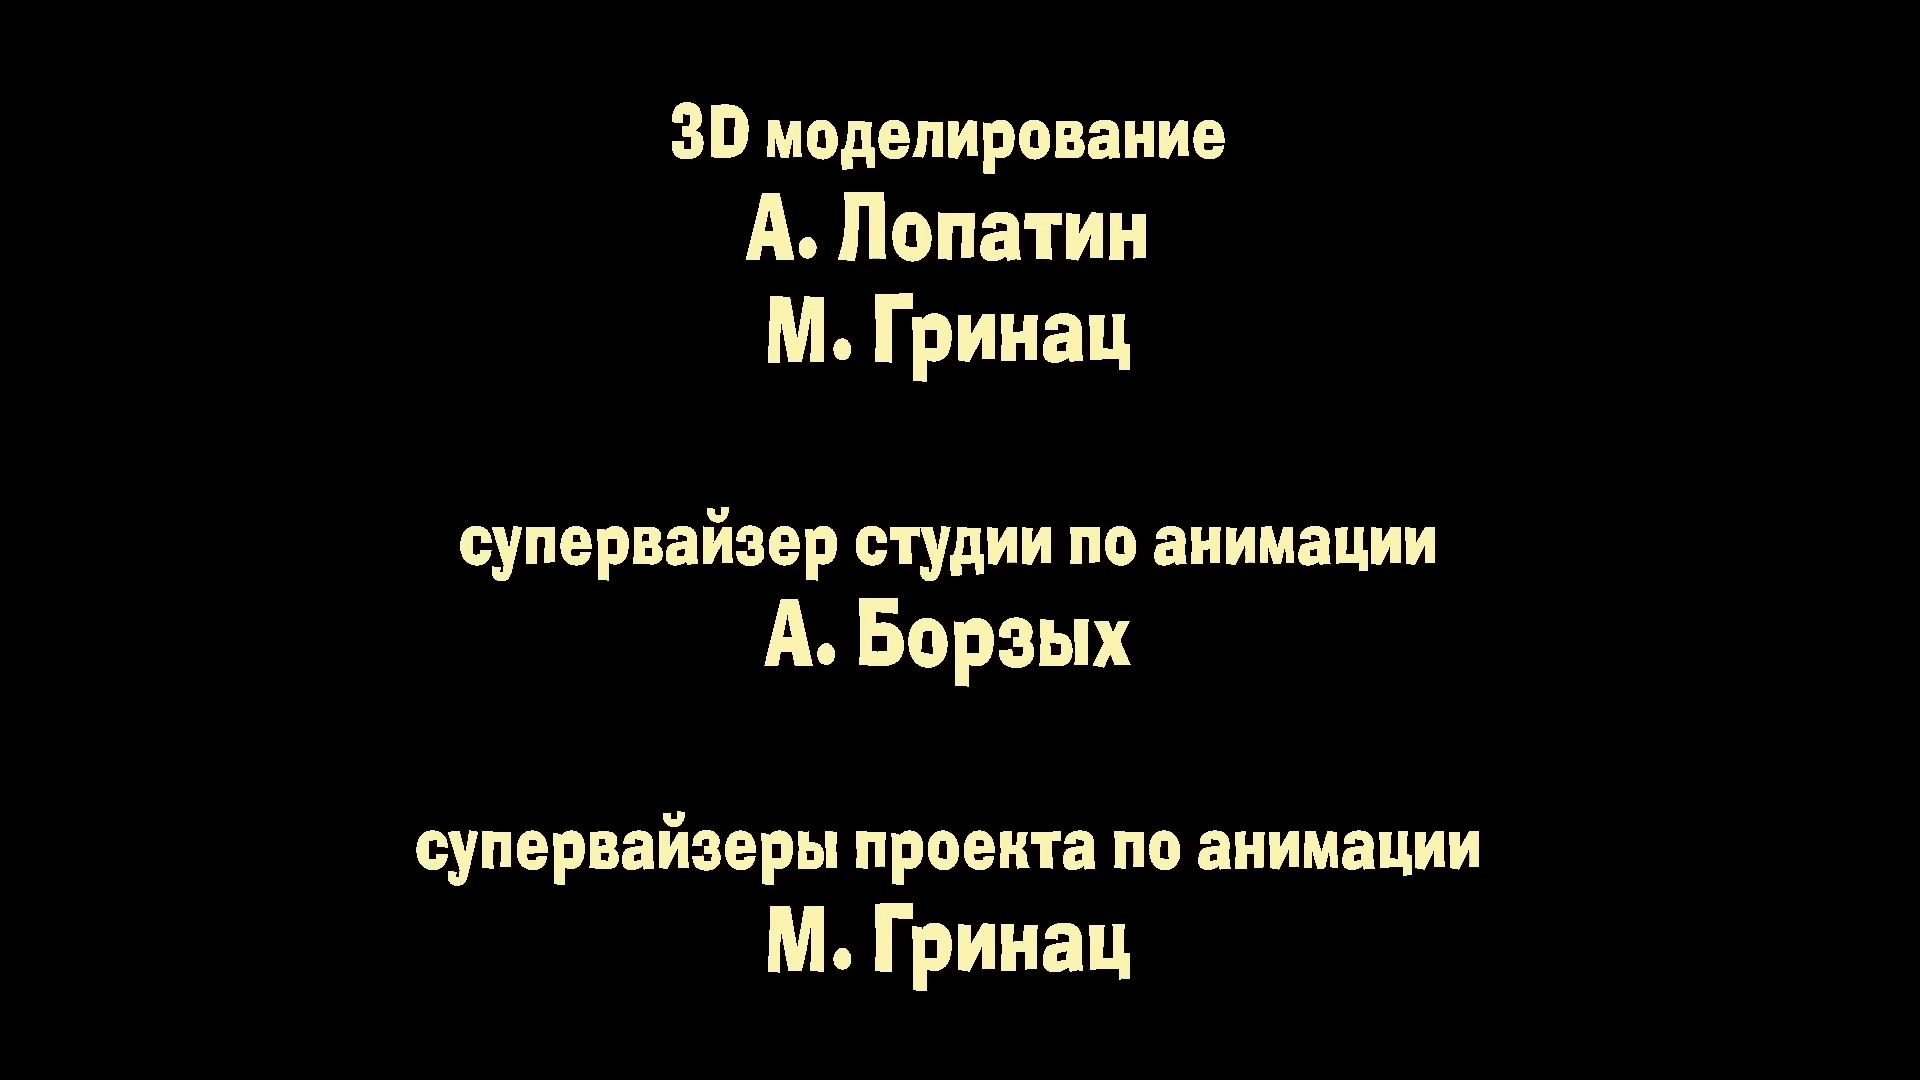 3D моделирование
А. Лопатин
М. Гринац
супервайзер студии по анимации
А. Борзых
супервайзеры проекта по анимации
М. Гринац